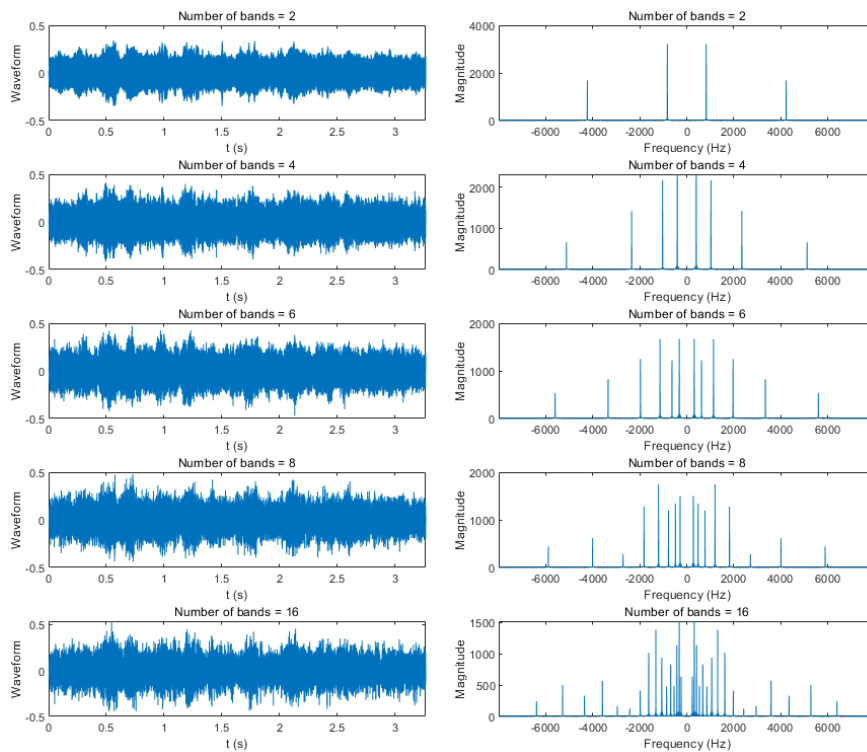 Number of bands = 2
0.5
0
-0.5
Waveform
0 0.5 1 1.5 2 2.5 3
t (s)
Number of bands = 2
4000
2000
0
Magnitude
-6000 -4000 -2000 0 2000 4000 6000
Frequency (Hz)
Number of bands = 4
0.5
0
-0.5
Waveform
0 0.5 1 1.5 2 2.5 3
t (s)
Number of bands = 4
2000
1000
0
Magnitude
-6000 -4000 -2000 0 2000 4000 6000
Frequency (Hz)
Number of bands = 6
0.5
0
-0.5
Waveform
0 0.5 1 1.5 2 2.5 3
t (s)
Number of bands = 6
2000
1000
0
Magnitude
-6000 -4000 -2000 0 2000 4000 6000
Frequency (Hz)
Number of bands = 8
0.5
0
-0.5
Waveform
0 0.5 1 1.5 2 2.5 3
t (s)
Number of bands = 8
2000
1000
0
Magnitude
-6000 -4000 -2000 0 2000 4000 6000
Frequency (Hz)
Number of bands = 16
0.5
0
-0.5
Waveform
0 0.5 1 1.5 2 2.5 3
t (s)
Number of bands = 16
1500
1000
500
0
Magnitude
-6000 -4000 -2000 0 2000 4000 6000
Frequency (Hz)